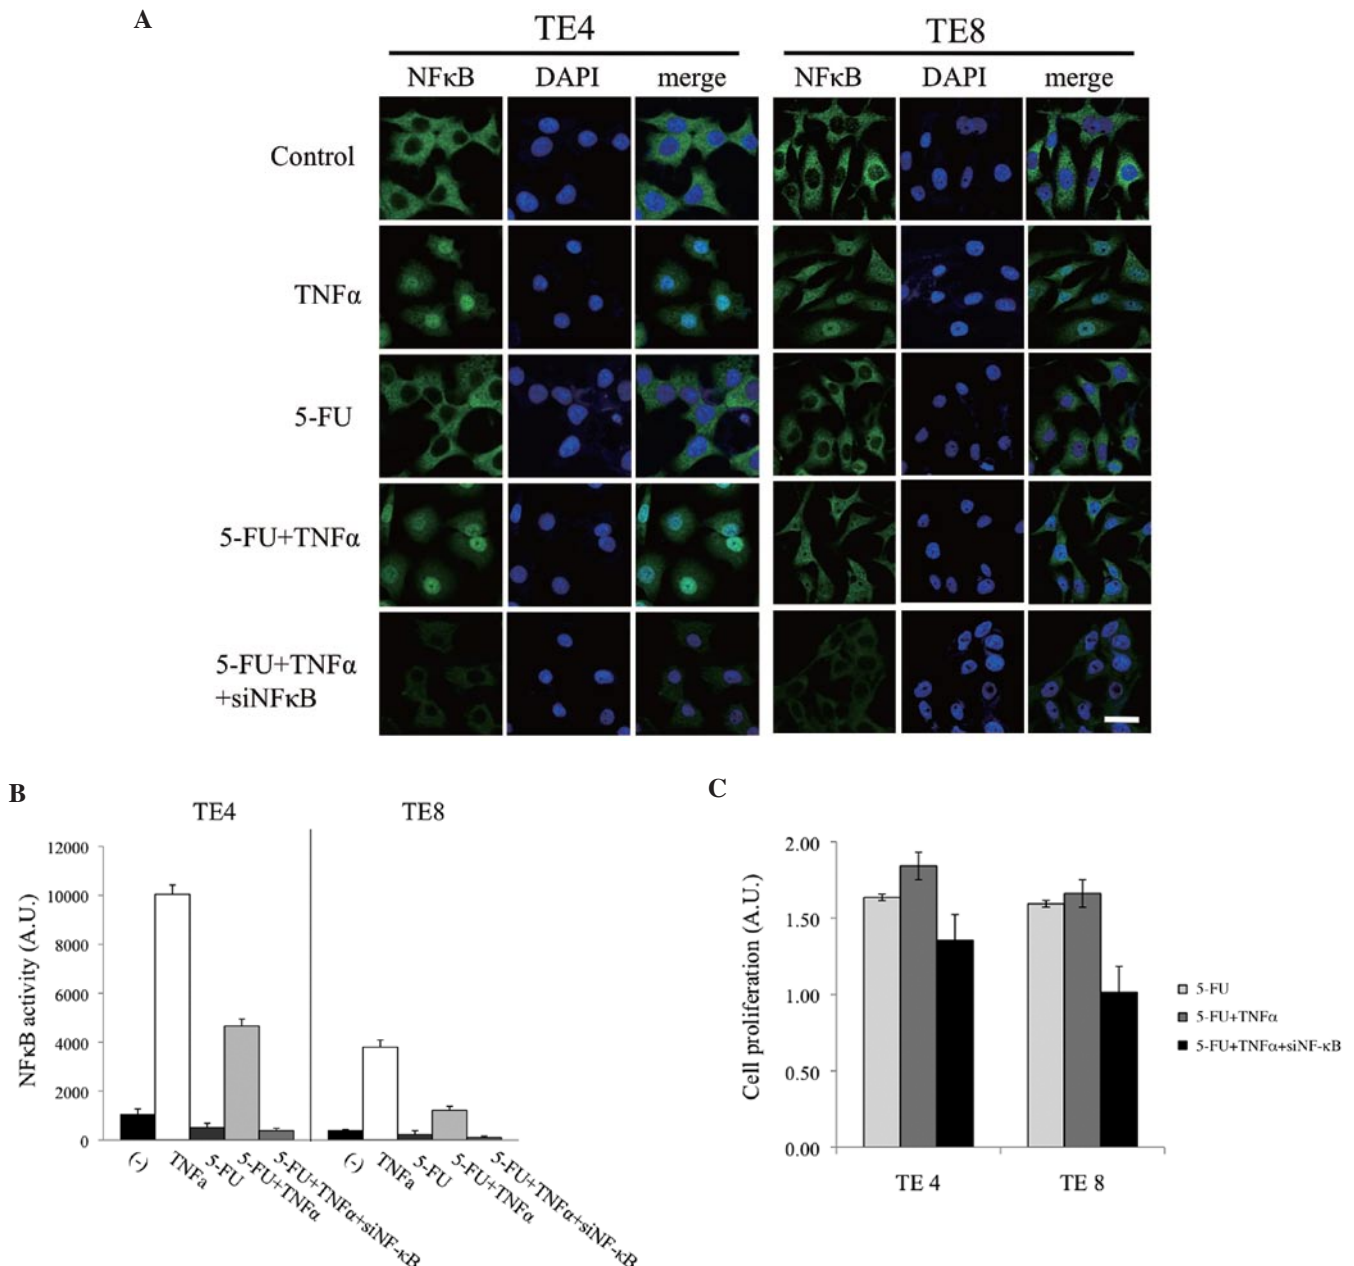 A
TE4
TE8
NFκB DAPI merge
NFκB DAPI merge
Control
TNFα
5-FU
5-FU+TNFα
5-FU+TNFα
+siNFκB
B
TE4
TE8
NFκB activity (A.U.)
12000
10000
8000
6000
4000
2000
0
(-)
TNFa
5-FU
5-FU+TNFα
5-FU+TNFα+siNF-κB
(-)
TNFa
5-FU
5-FU+TNFα
5-FU+TNFα+siNF-κB
C
Cell proliferation (A.U.)
2.00
1.50
1.00
0.50
0.00
TE 4
TE 8
5-FU
5-FU+TNFα
5-FU+TNFα+siNF-κB